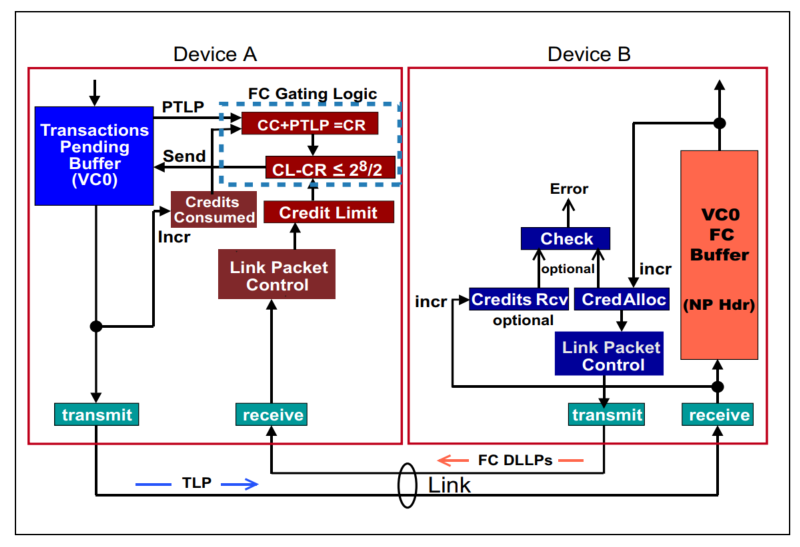 Device A
Device B
FC Gating Logic
PTLP
CC+PTLP =CR
Transactions
Pending
Buffer
(VC0)
Send
CL-CR ≤ 2⁸/2
Credits
Consumed
Credit Limit
Incr
Link Packet
Control
transmit
receive
Error
Check
optional
incr
VC0
FC
Buffer
(NP Hdr)
incr
Credits Rcv
CredAlloc
optional
Link Packet
Control
transmit
receive
FC DLLPs
TLP
Link